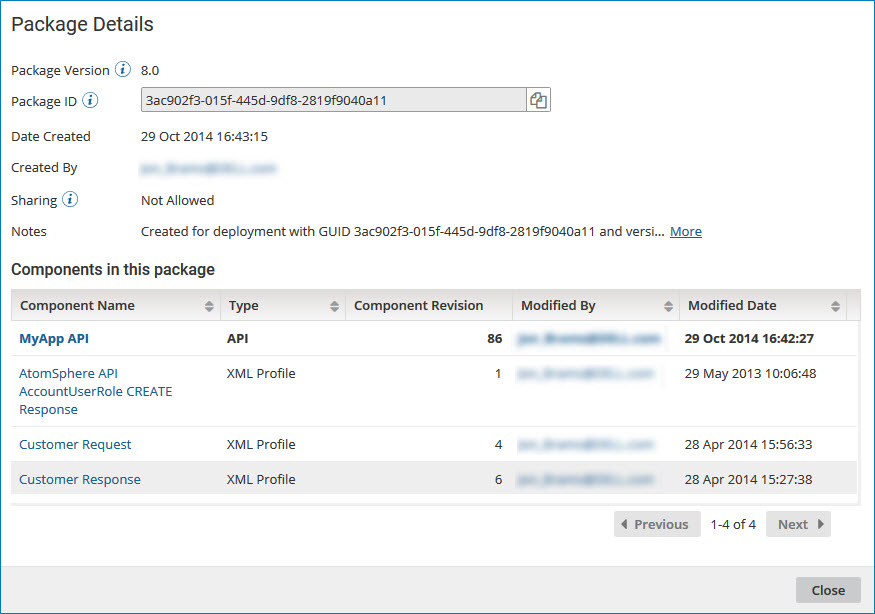 Package Details
Package Version 8.0
Package ID 3ac902f3-015f-445d-9df8-2819f9040a11
Date Created 29 Oct 2014 16:43:15
Created By
Sharing Not Allowed
Notes Created for deployment with GUID 3ac902f3-015f-445d-9df8-2819f9040a11 and versi... More
Components in this package
Component Name Type Component Revision Modified By Modified Date
MyApp API API 86 29 Oct 2014 16:42:27
AtomSphere API XML Profile 1 29 May 2013 10:06:48
AccountUserRole CREATE
Response
Customer Request XML Profile 4 28 Apr 2014 15:56:33
Customer Response XML Profile 6 28 Apr 2014 15:27:38
Previous 1-4 of 4 Next
Close